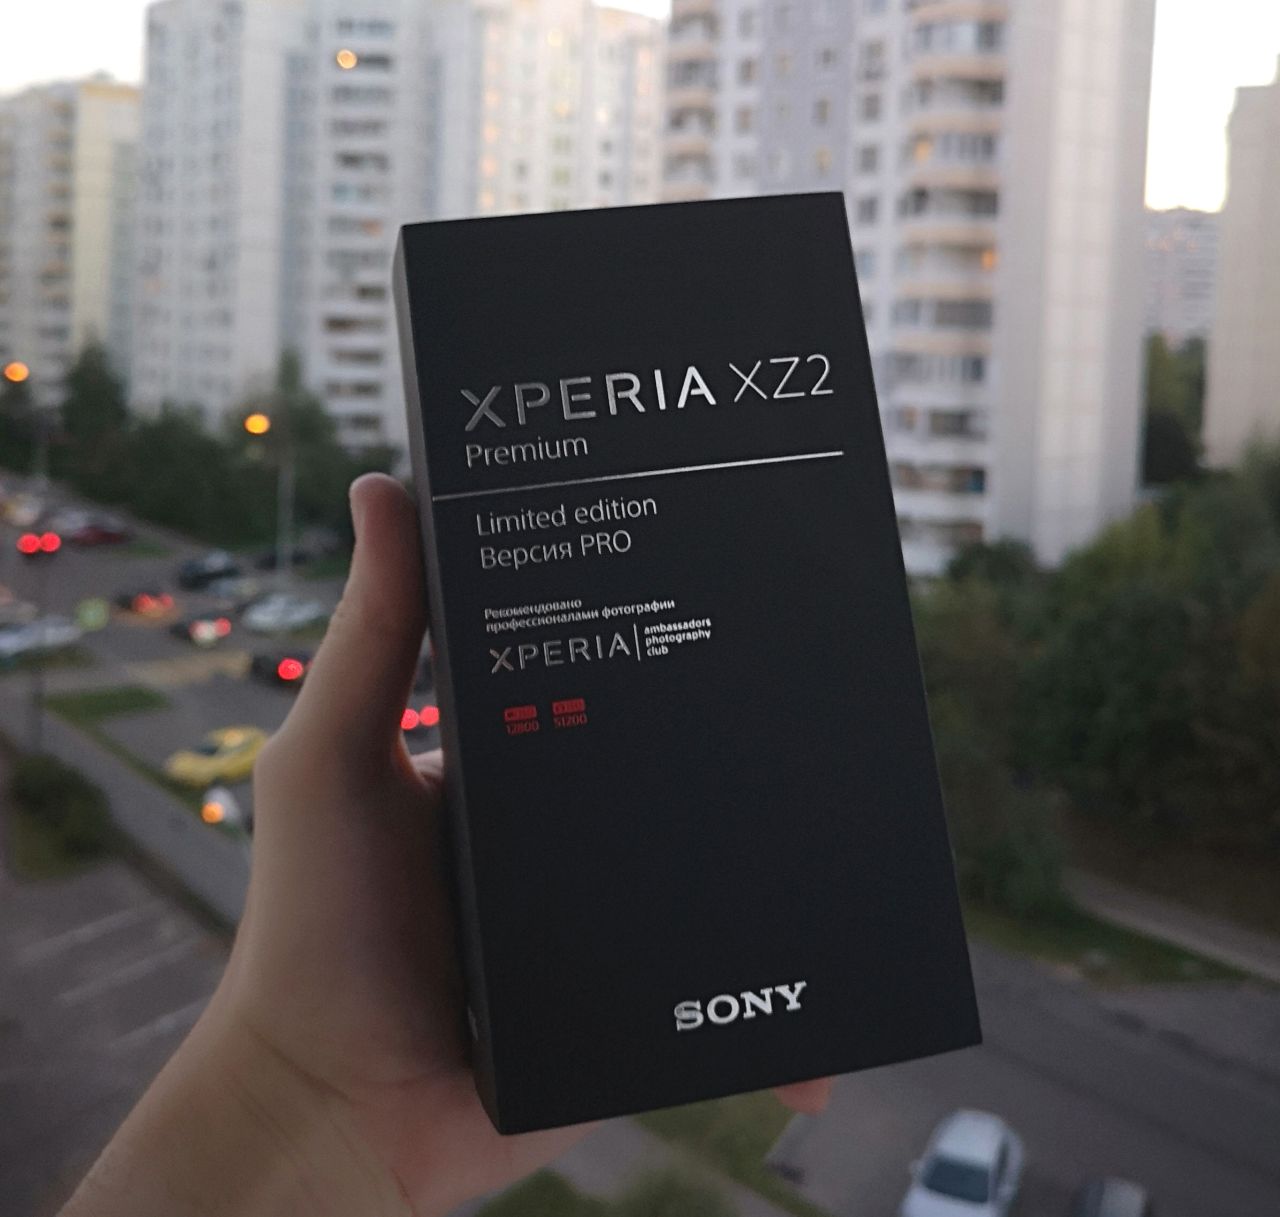 XPERIA XZ2
Premium
Limited edition
Версия PRO
Рекомендовано
профессионалами фотографии
XPERIA
ambassadors
photography
club
12800 51200
SONY